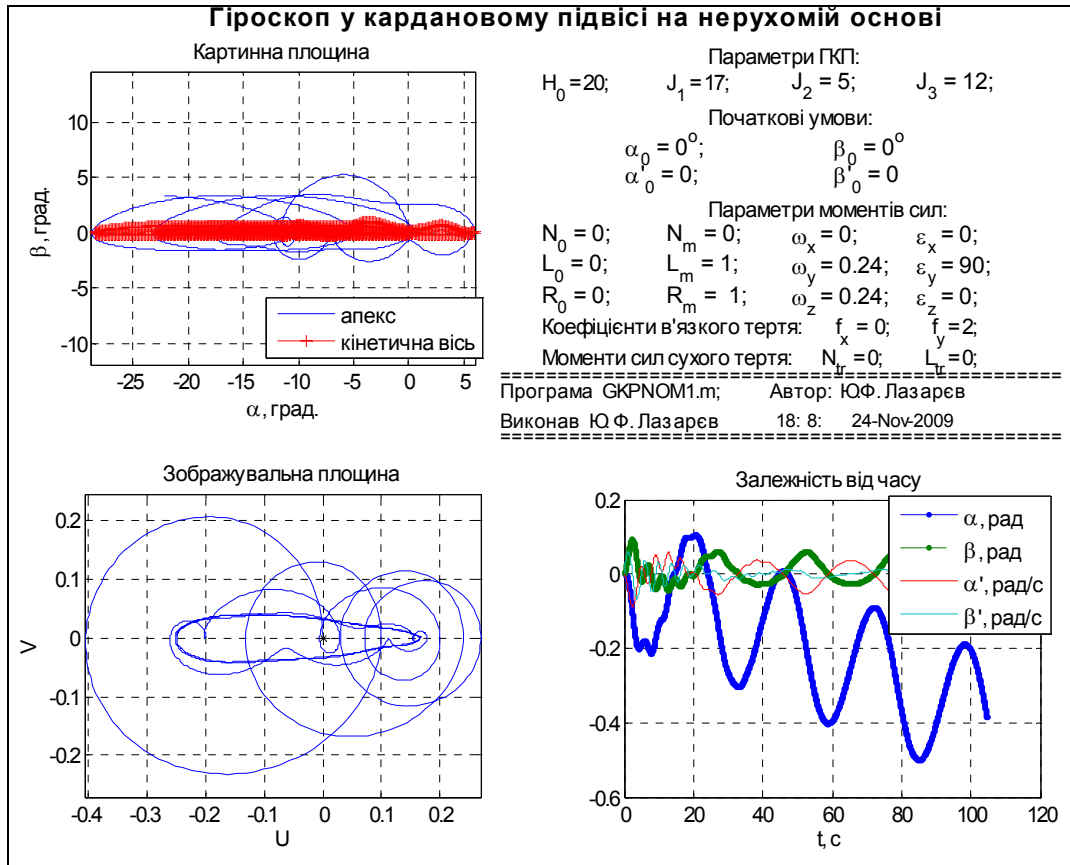 Гіроскоп у кардановому підвісі на нерухомій основі
Картинна площина
10
5
0
-5
-10
β, град.
-25 -20 -15 -10 -5 0 5
α, град.
апекс
кінетична вісь
Параметри ГКП:
H0 = 20; J1 = 17; J2 = 5; J3 = 12;
Початкові умови:
α0 = 0°; β0 = 0°
α'0 = 0; β'0 = 0
Параметри моментів сил:
N0 = 0; Nm = 0; ωx = 0; εx = 0;
L0 = 0; Lm = 1; ωy = 0.24; εy = 90;
R0 = 0; Rm = 1; ωz = 0.24; εz = 0;
Коефіцієнти в'язкого тертя: fx = 0; fy = 2;
Моменти сил сухого тертя: Ntr = 0; Ltr = 0;
==========================================================
Програма GKPNOM1.m; Автор: Ю.Ф. Лазарєв
Виконав Ю.Ф. Лазарєв 18: 8: 24-Nov-2009
==========================================================
Зображувальна площина
0.2
0.1
0
-0.1
-0.2
V
-0.4 -0.3 -0.2 -0.1 0 0.1 0.2
U
Залежність від часу
0.2
0
-0.2
-0.4
-0.6
0 20 40 60 80 100 120
t, c
α, рад
β, рад
α', рад/с
β', рад/с